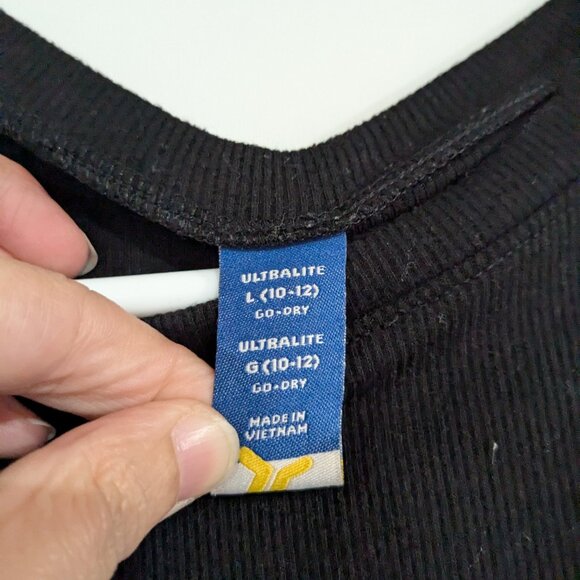 ULTRALITE
L (10-12)
GO-DRY
ULTRALITE
G (10-12)
GO-DRY
MADE IN
VIETNAM